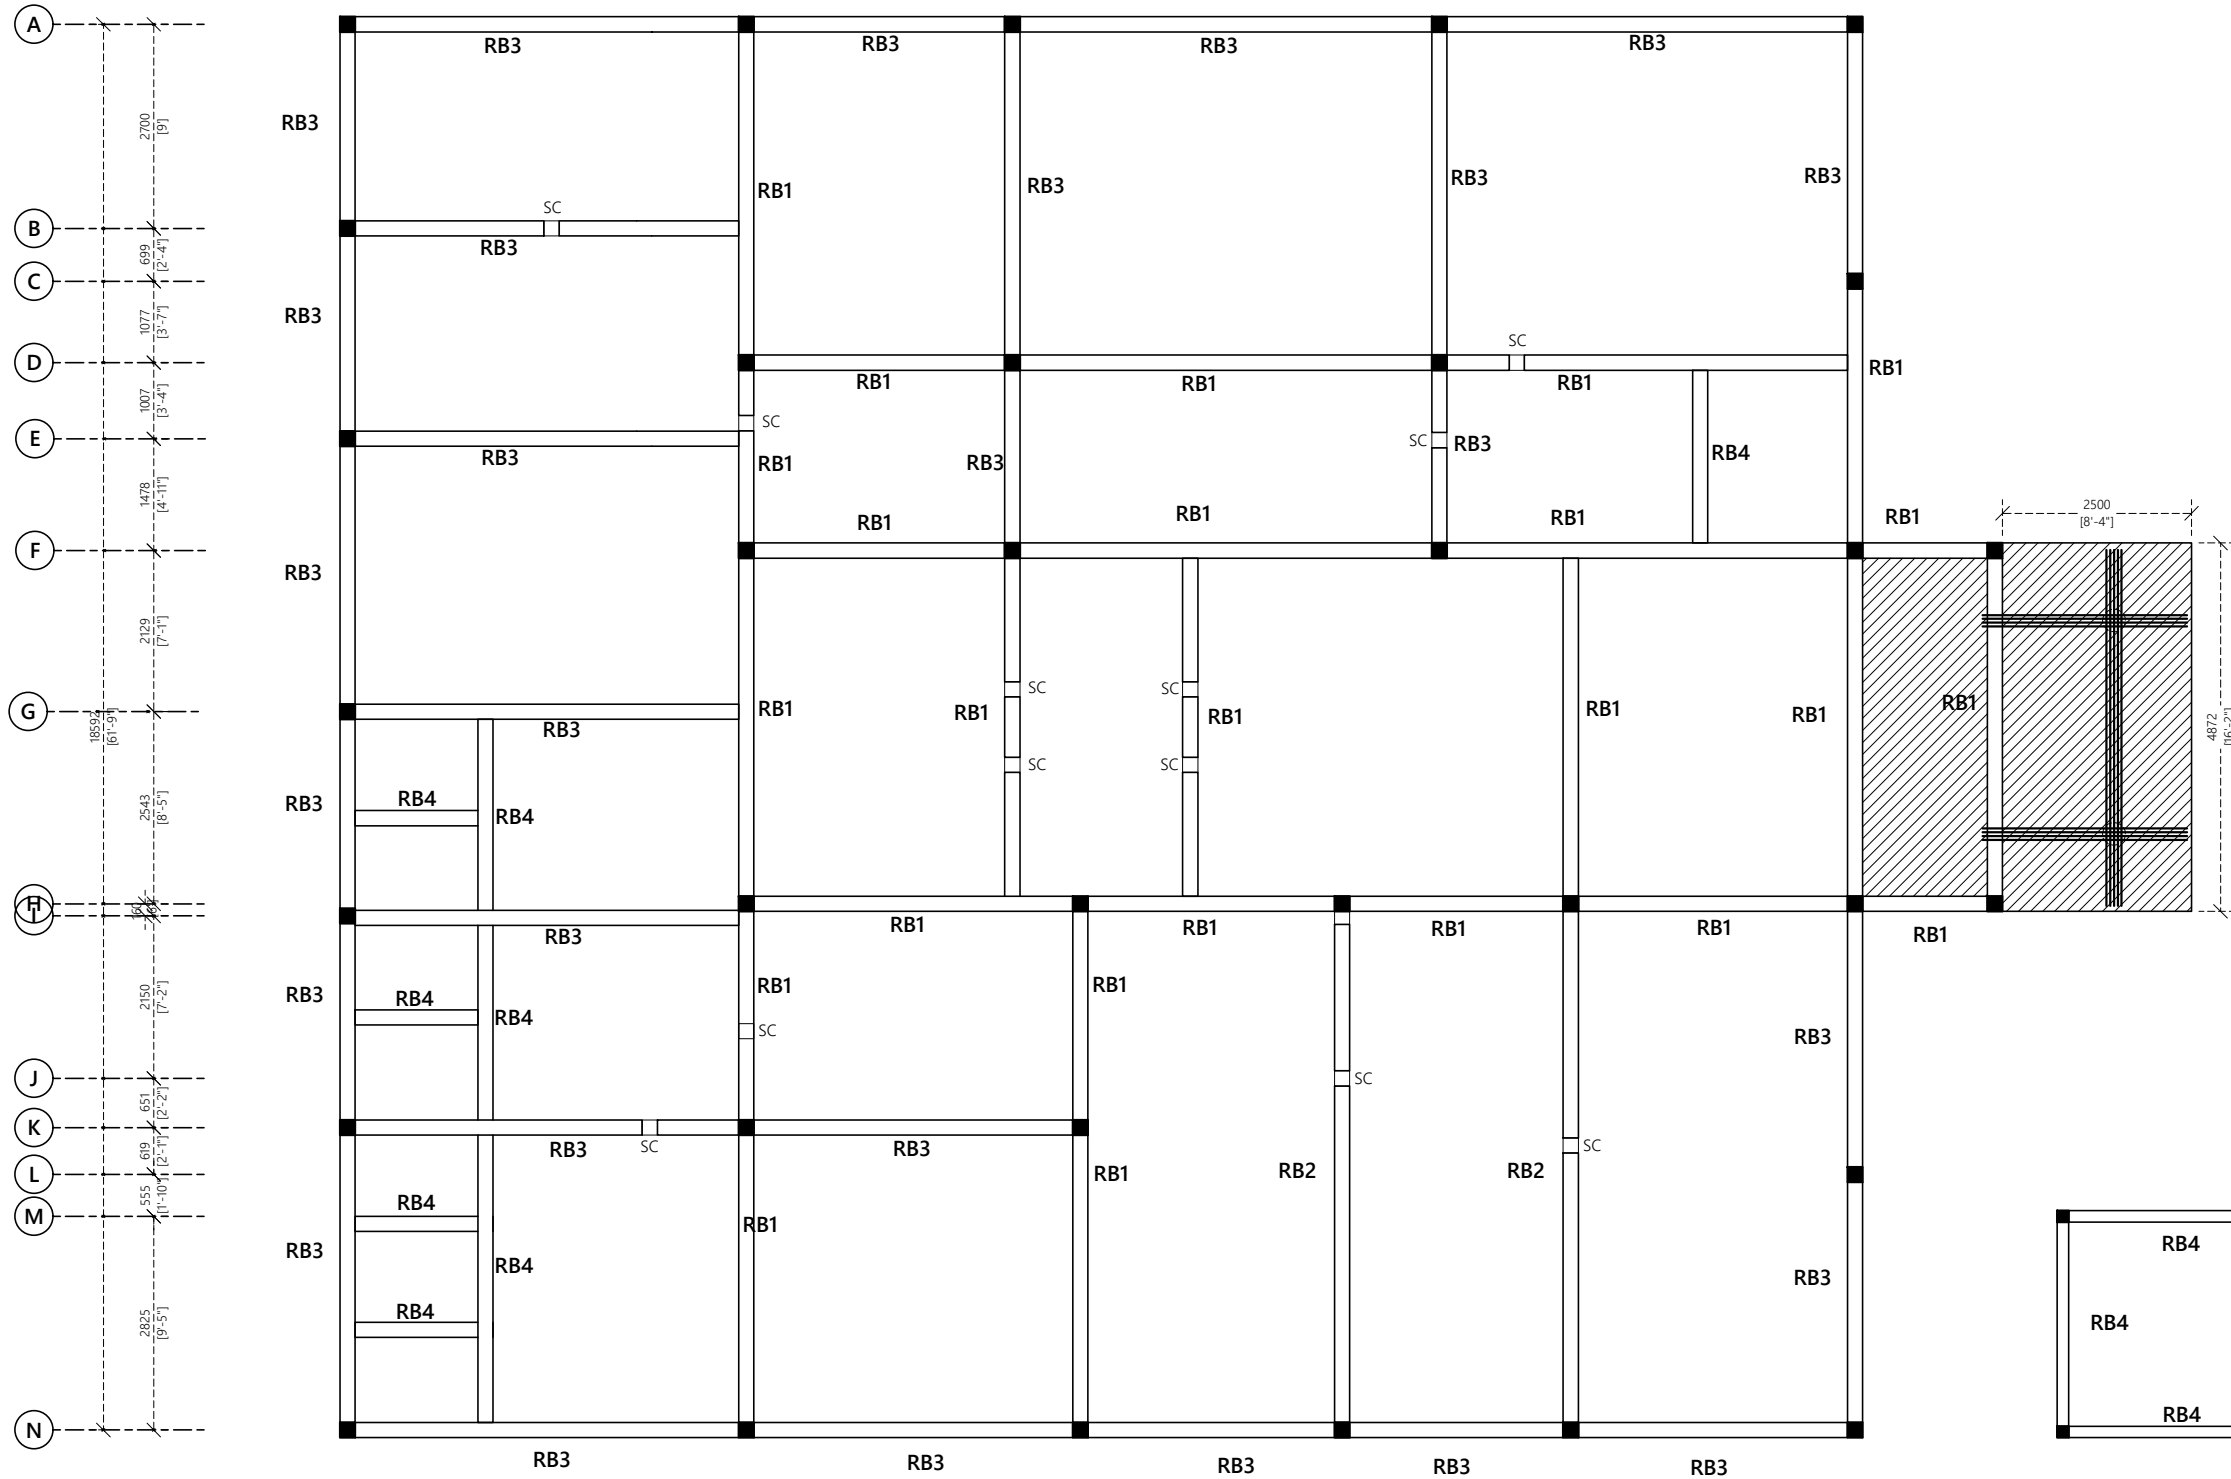 A
RB3
RB3
RB3
RB3
2700
[9']
RB3
RB1
RB3
RB3
RB3
SC
B
RB3
699
[2'-4"]
C
1077
[3'-7"]
RB3
SC
D
RB1
RB1
RB1
RB1
1007
[3'-4"]
SC
E
SC
RB3
RB3
RB1
RB3
RB4
1478
[4'-11"]
RB1
RB1
RB1
RB1
2500
[8'-4"]
F
RB3
2129
[7'-1"]
SC
SC
G
RB3
RB1
RB1
RB1
RB1
RB1
RB1
18592
[61'-9"]
4872
[16'-2"]
SC
SC
2543
[8'-5"]
RB3
RB4
RB4
H
I
160
RB3
RB1
RB1
RB1
RB1
RB1
2150
[7'-2"]
RB3
RB4
RB4
RB1
RB1
SC
RB3
J
SC
651
[2'-2"]
K
RB3
SC
RB3
SC
619
[2'-1"]
L
RB1
RB2
RB2
555
[1'-10"]
M
RB4
RB1
RB3
RB4
RB3
RB4
2825
[9'-5"]
RB4
RB4
RB4
N
RB3
RB3
RB3
RB3
RB3